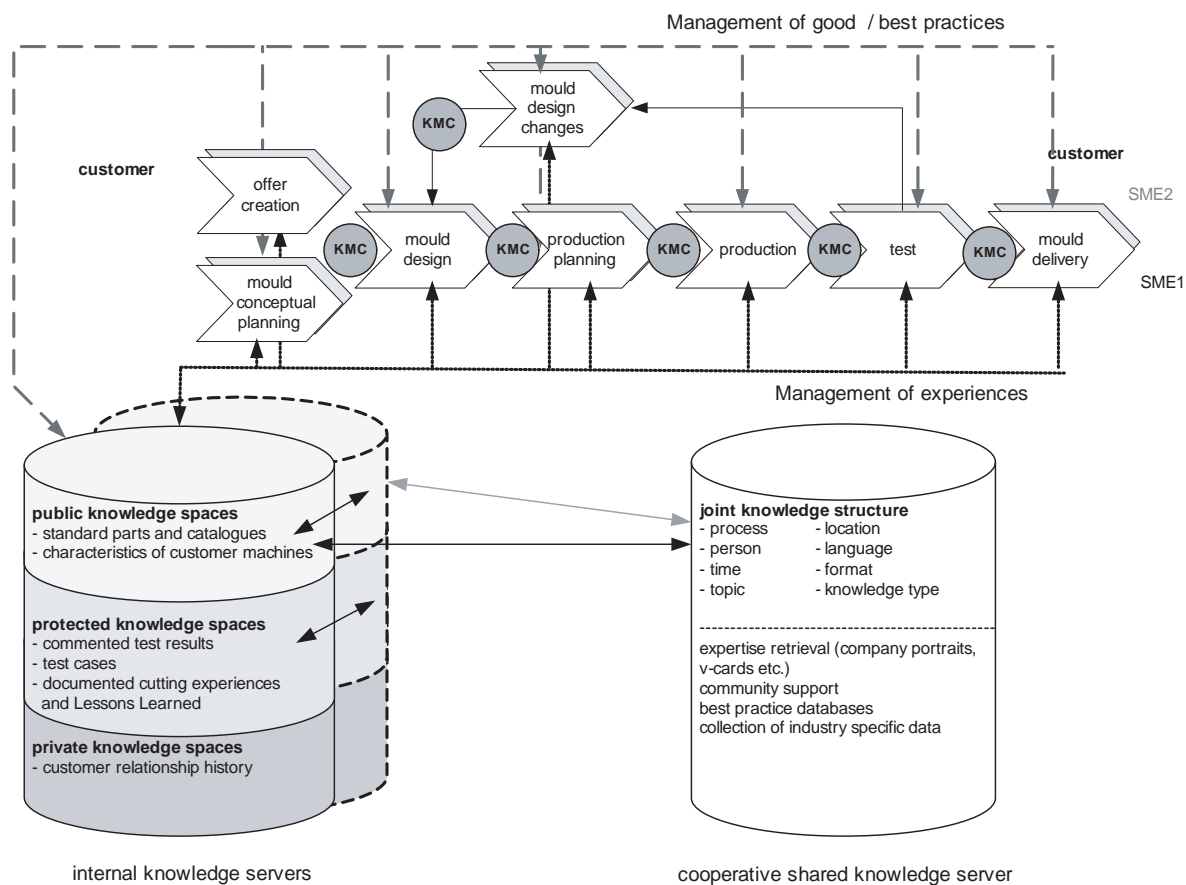 Management of good / best practices
mould
design
changes
KMC
customer
customer
offer
creation
SME2
KMC
mould
design
KMC
production
planning
KMC
production
KMC
test
KMC
mould
delivery
mould
conceptual
planning
SME1
Management of experiences
public knowledge spaces
- standard parts and catalogues
- characteristics of customer machines
protected knowledge spaces
- commented test results
- test cases
- documented cutting experiences
and Lessons Learned
private knowledge spaces
- customer relationship history
joint knowledge structure
- process - location
- person - language
- time - format
- topic - knowledge type
expertise retrieval (company portraits,
v-cards etc.)
community support
best practice databases
collection of industry specific data
internal knowledge servers
cooperative shared knowledge server